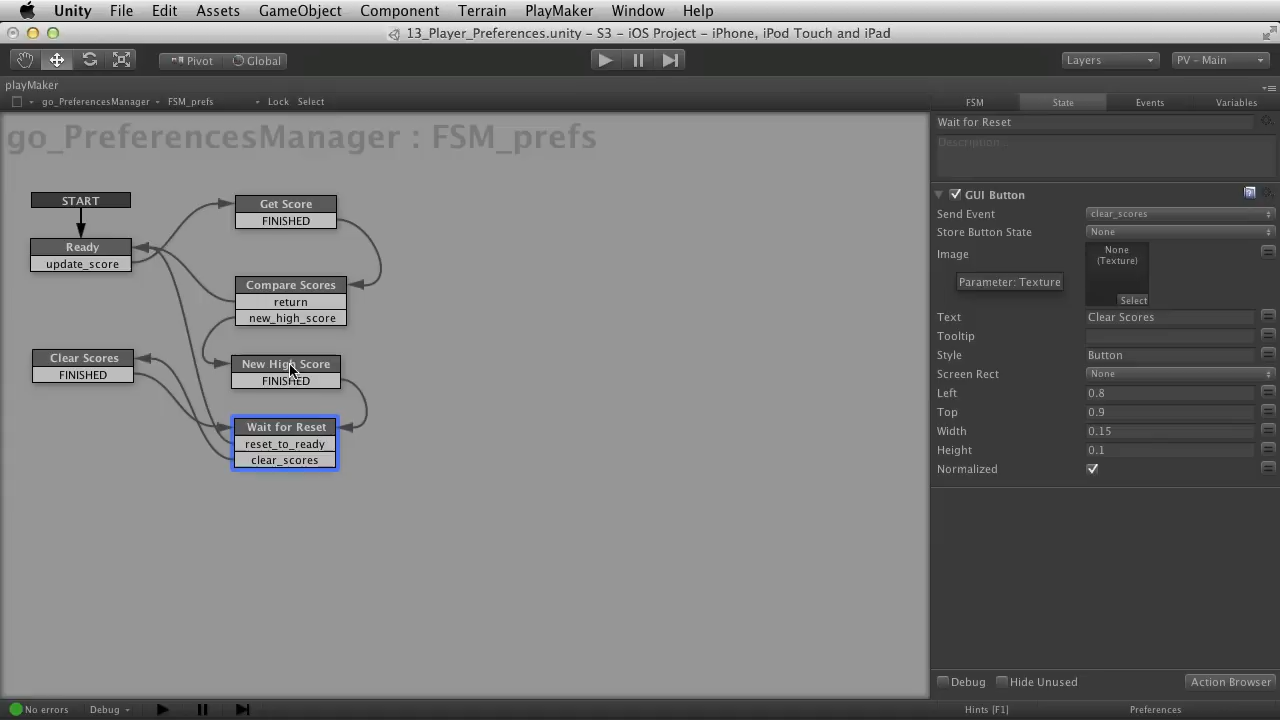 Unity File Edit Assets GameObject Component Terrain PlayMaker Window Help
13_Player_Preferences.unity - S3 - iOS Project - iPhone, iPod Touch and iPad
Pivot Global Layers PV - Main
playMaker
go_PreferencesManager FSM_prefs Lock Select FSM State Events Variables
go_PreferencesManager : FSM_prefs
START
Ready
update_score
Get Score
FINISHED
Compare Scores
return
new_high_score
Clear Scores
FINISHED
New High Score
FINISHED
Wait for Reset
reset_to_ready
clear_scores
Wait for Reset
Description...
GUI Button
Send Event clear_scores
Store Button State None
Image None
(Texture)
Select
Parameter: Texture
Text Clear Scores
Tooltip
Style Button
Screen Rect None
Left 0.8
Top 0.9
Width 0.15
Height 0.1
Normalized
Debug Hide Unused Action Browser
No errors Debug Hints [F1] Preferences